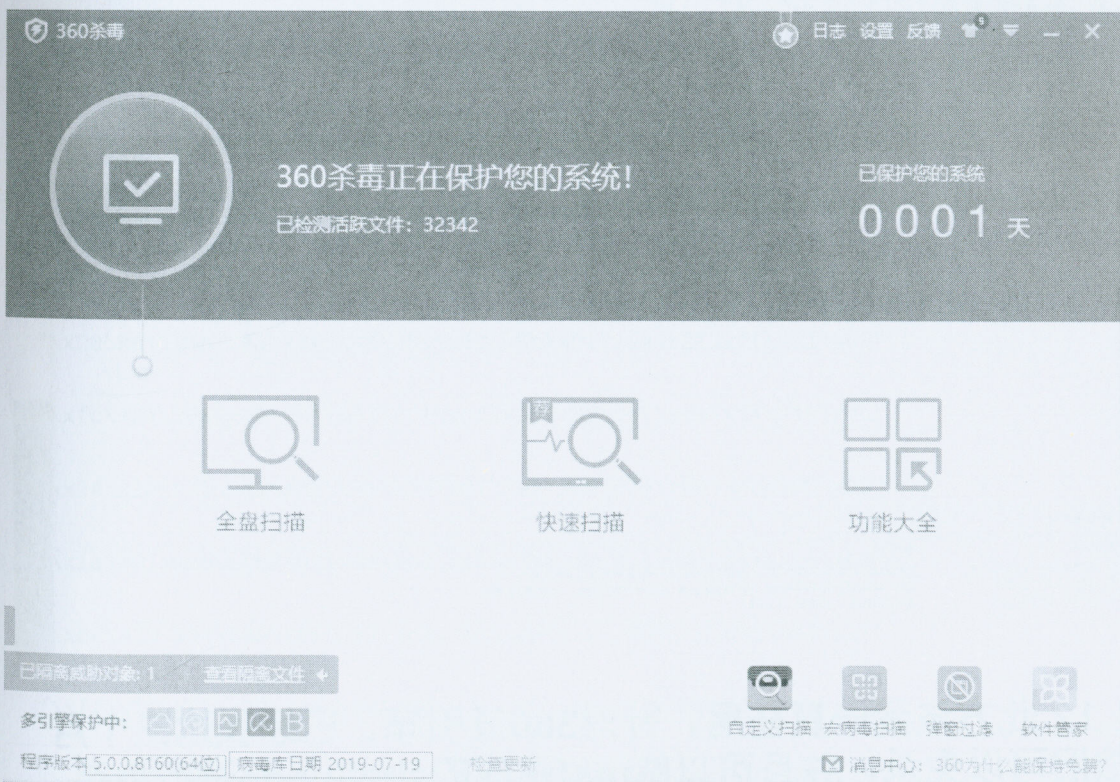 360杀毒
日志 设置 反馈 9
360杀毒正在保护您的系统!
已检测活跃文件:32342
已保护您的系统
0001 天
荐
全盘扫描 快速扫描 功能大全
已隔离威胁对象: 1 查看隔离文件
多引擎保护中: B
自定义扫描 宏病毒扫描 弹窗过滤 软件管家
程序版本 5.0.0.8160(64位) 病毒库日期 2019-07-19 检查更新
消息中心: 360为什么能保持免费?